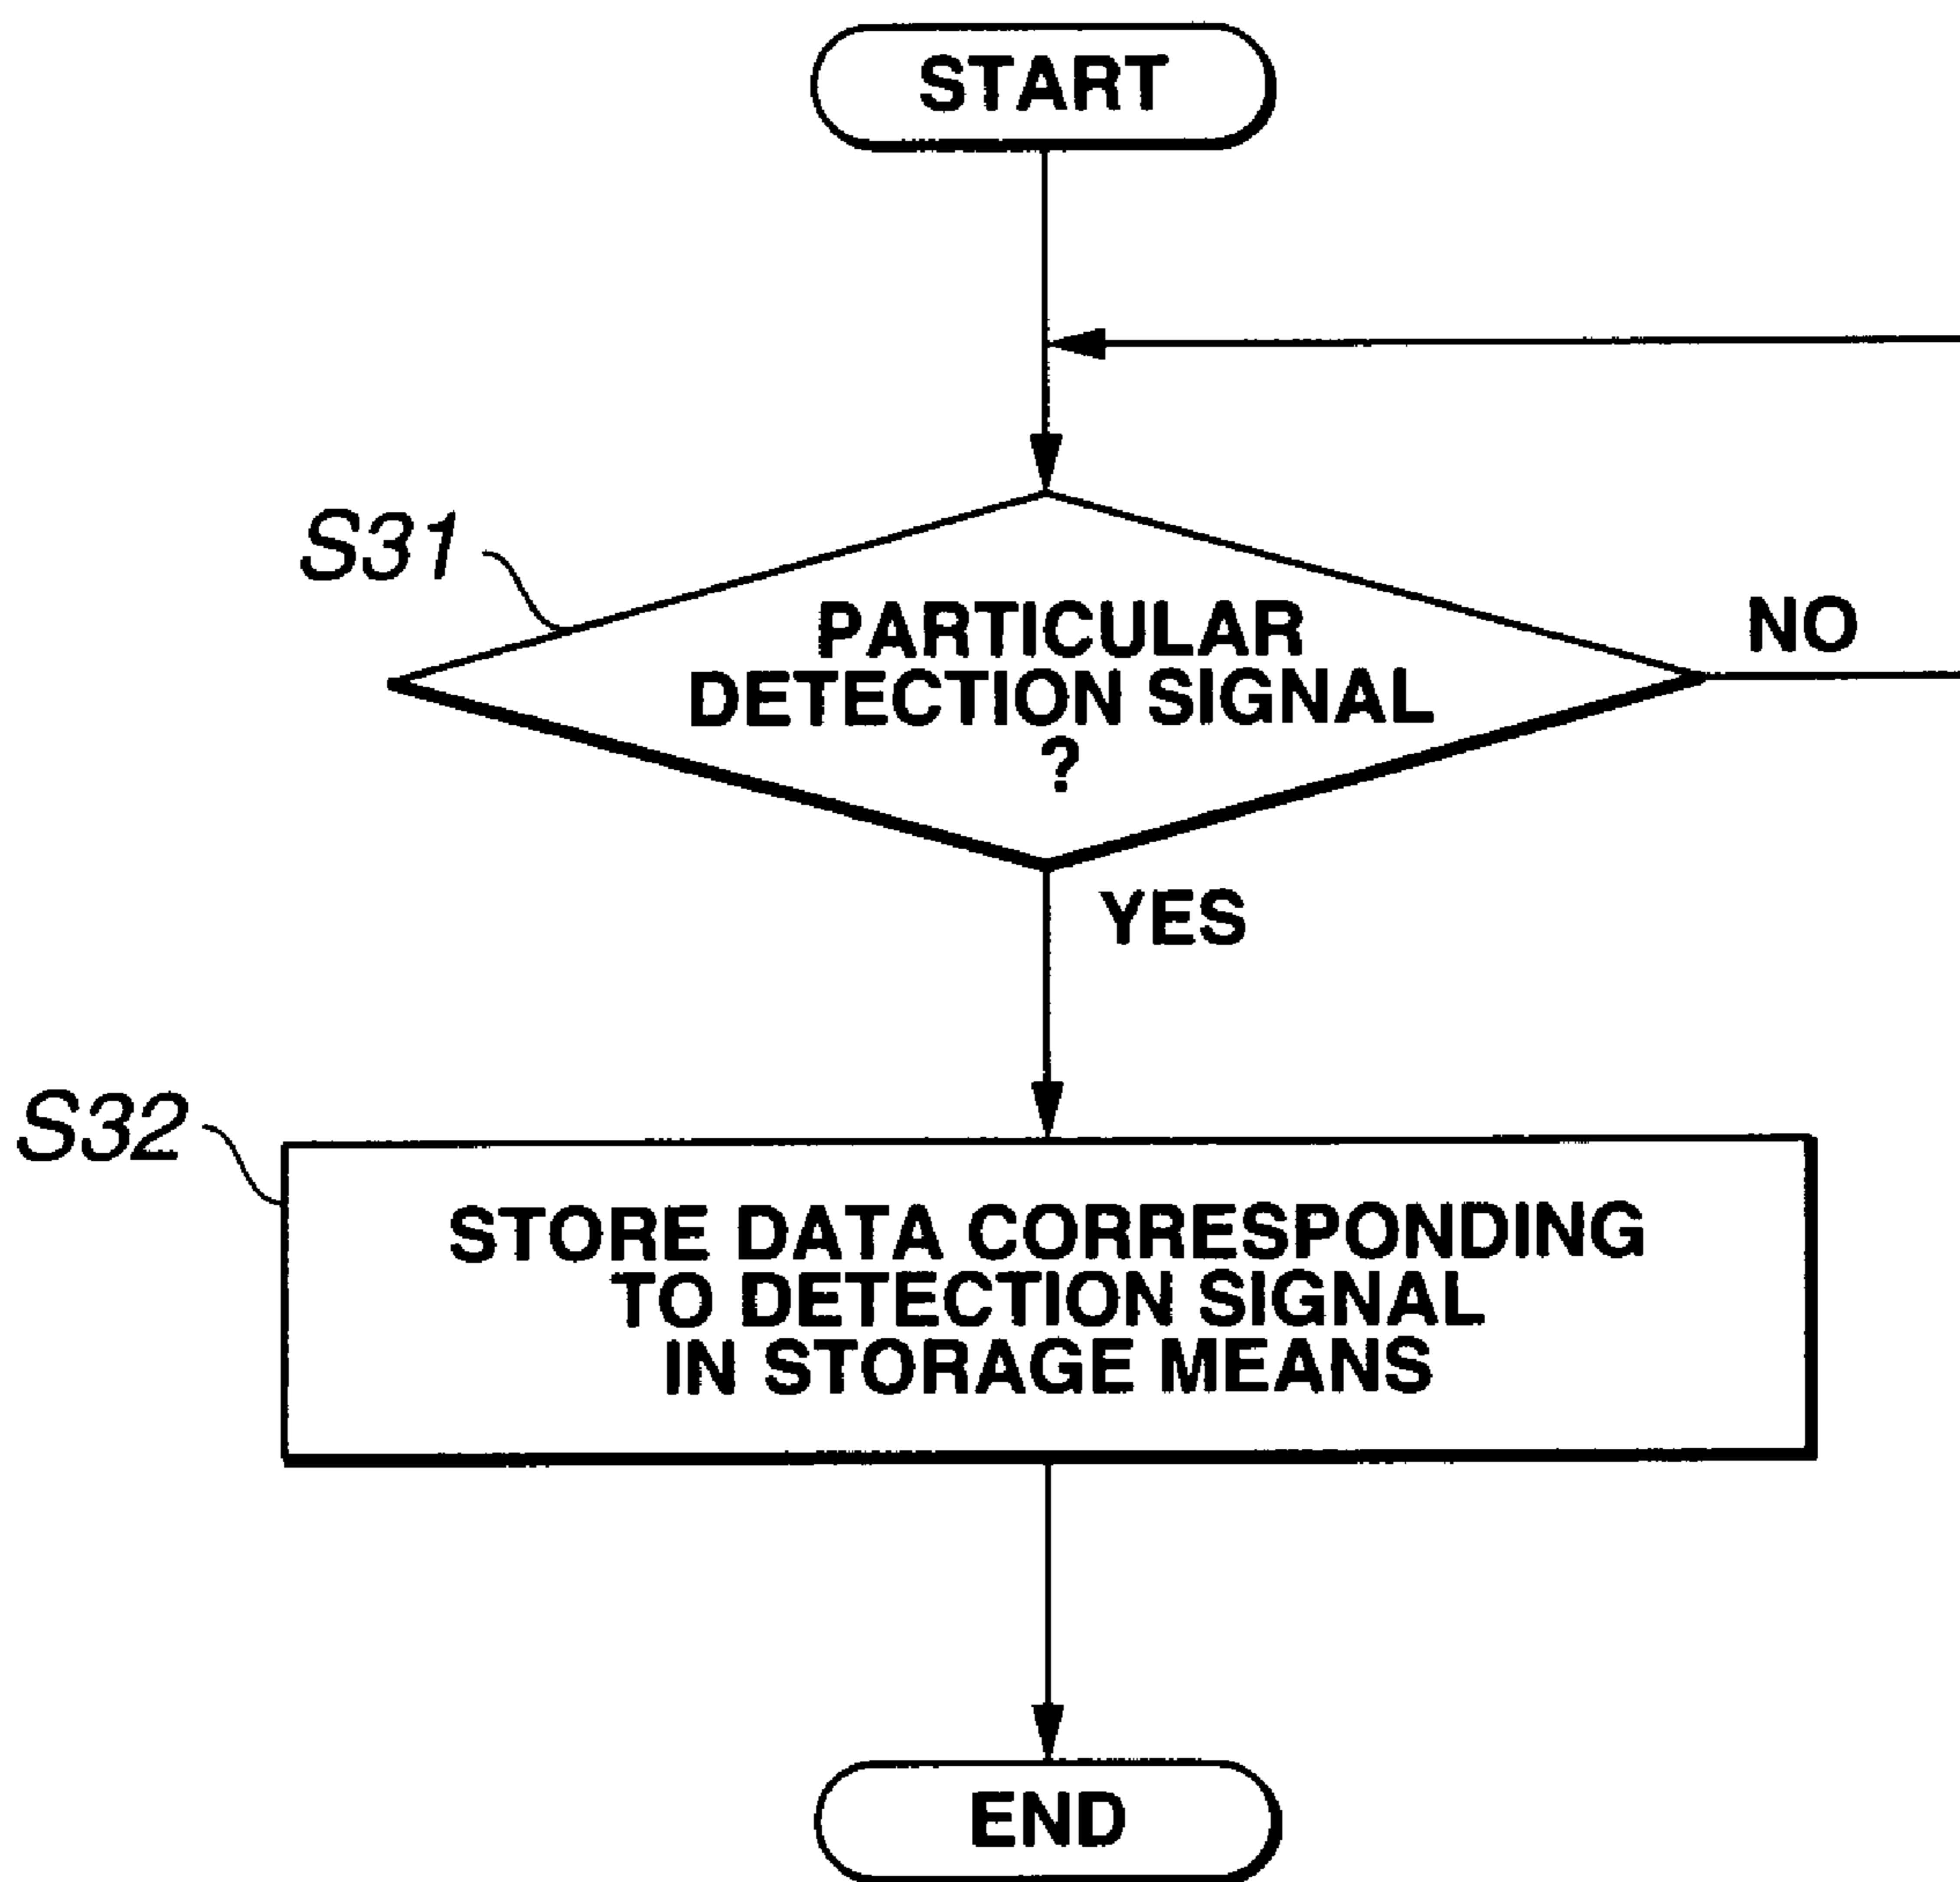 START
S31
PARTICULAR
DETECTION SIGNAL
?
NO
YES
S32
STORE DATA CORRESPONDING
TO DETECTION SIGNAL
IN STORAGE MEANS
END